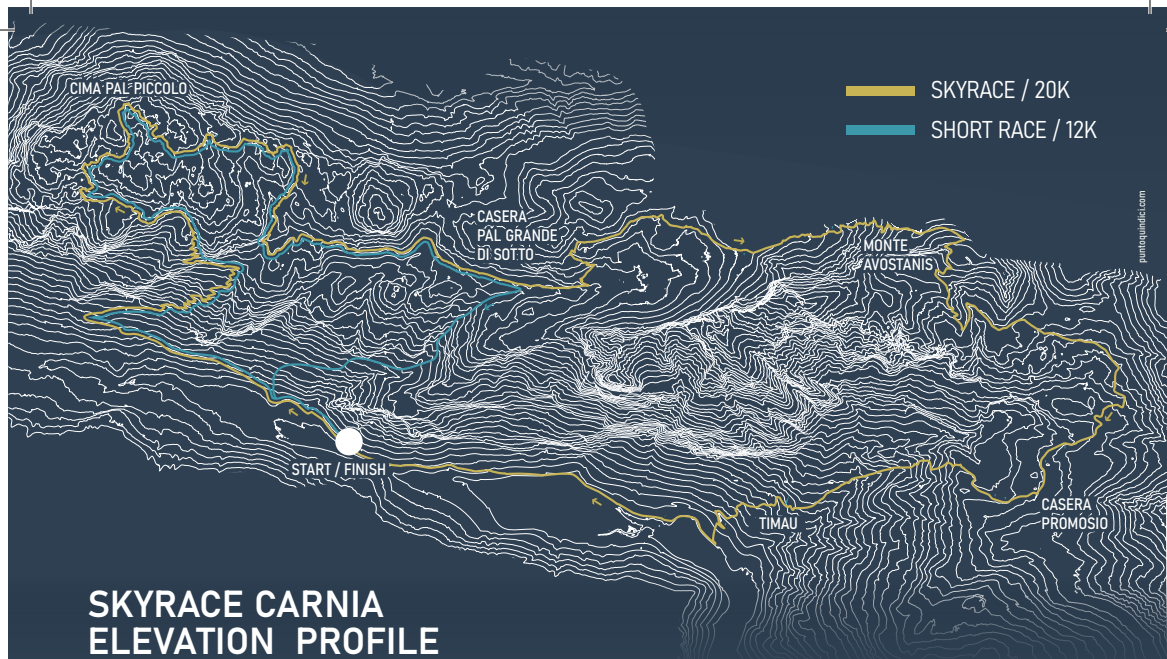 CIMA PAL PICCOLO
SKYRACE / 20K
SHORT RACE / 12K
puntoquindici.com
CASERA
PAL GRANDE
DI SOTTO
MONTE
AVOSTANIS
START / FINISH
TIMAU
CASERA
PROMOSIO
SKYRACE CARNIA
ELEVATION PROFILE